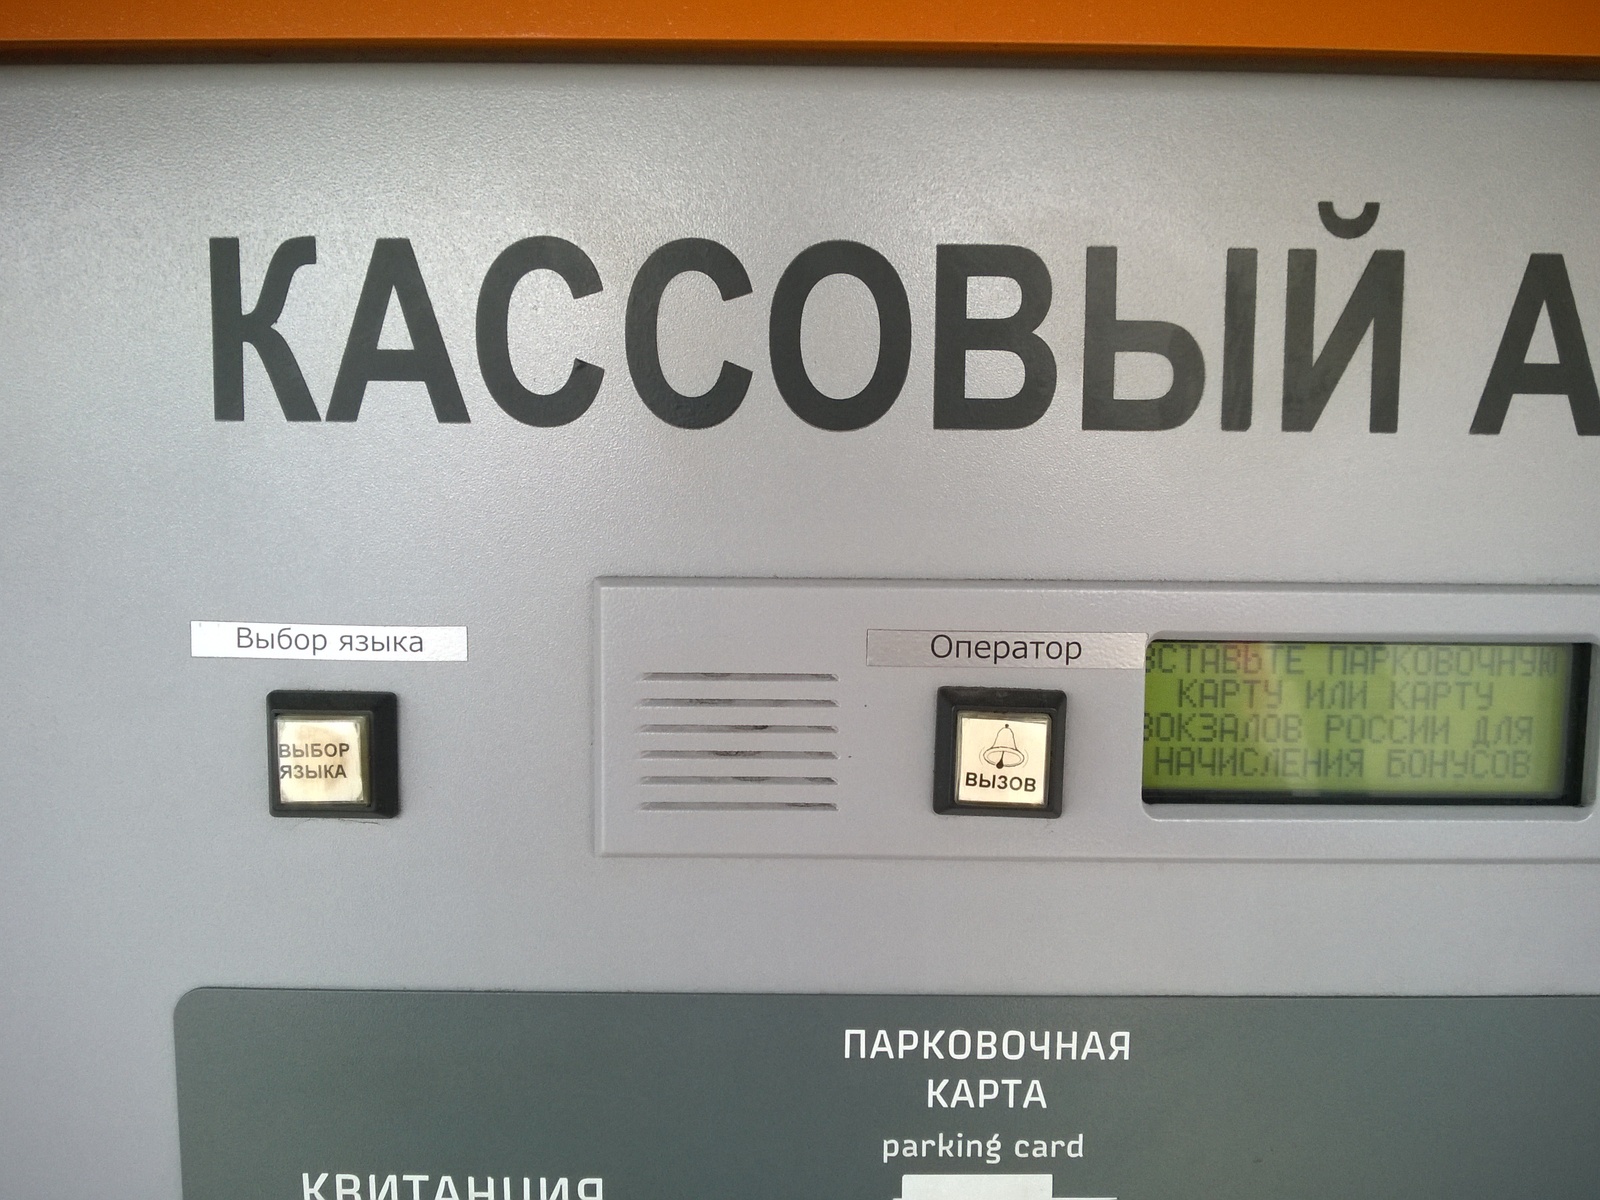 КАССОВЫЙ А
Выбор языка
ВЫБОР
ЯЗЫКА
Оператор
ВЫЗОВ
ВСТАВЬТЕ ПАРКОВОЧНУЮ
КАРТУ ИЛИ КАРТУ
ВОКЗАЛОВ РОССИИ ДЛЯ
НАЧИСЛЕНИЯ БОНУСОВ
ПАРКОВОЧНАЯ
КАРТА
parking card
КВИТАНЦИЯ